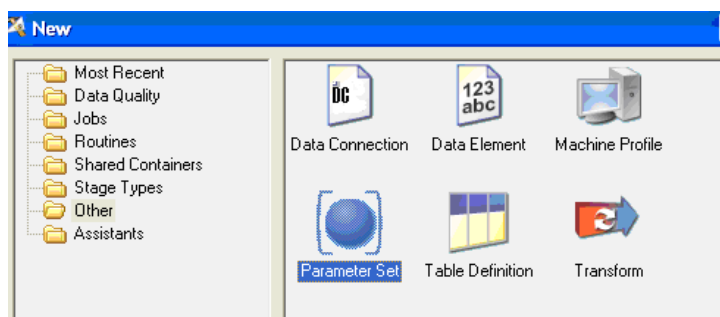 New
Most Recent
Data Quality
Jobs
Routines
Shared Containers
Stage Types
Other
Assistants
DC
Data Connection
123
abc
Data Element
Machine Profile
Parameter Set
Table Definition
Transform